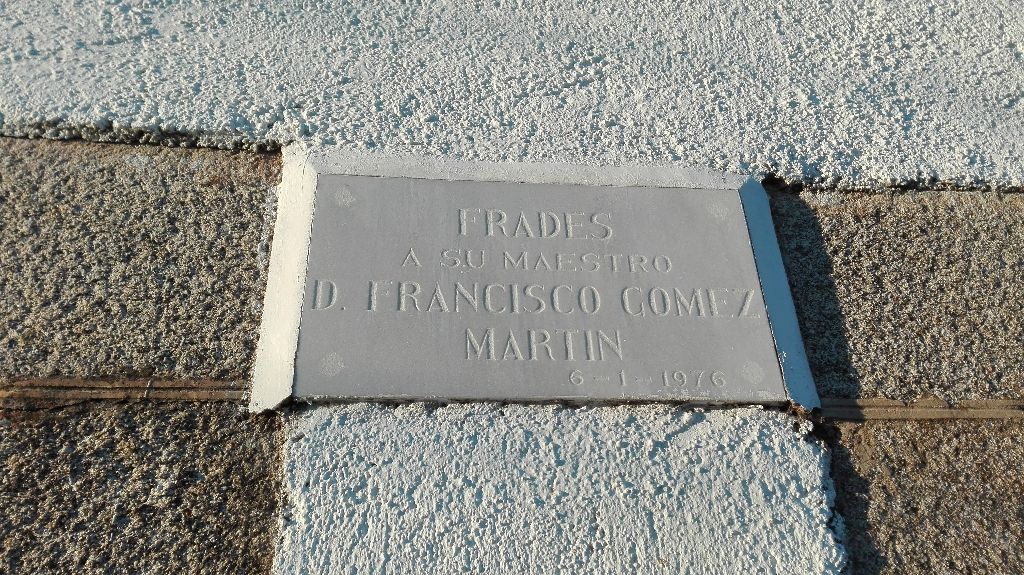 FRADES
A SU MAESTRO
D. FRANCISCO GOMEZ
MARTIN
6-1-1976